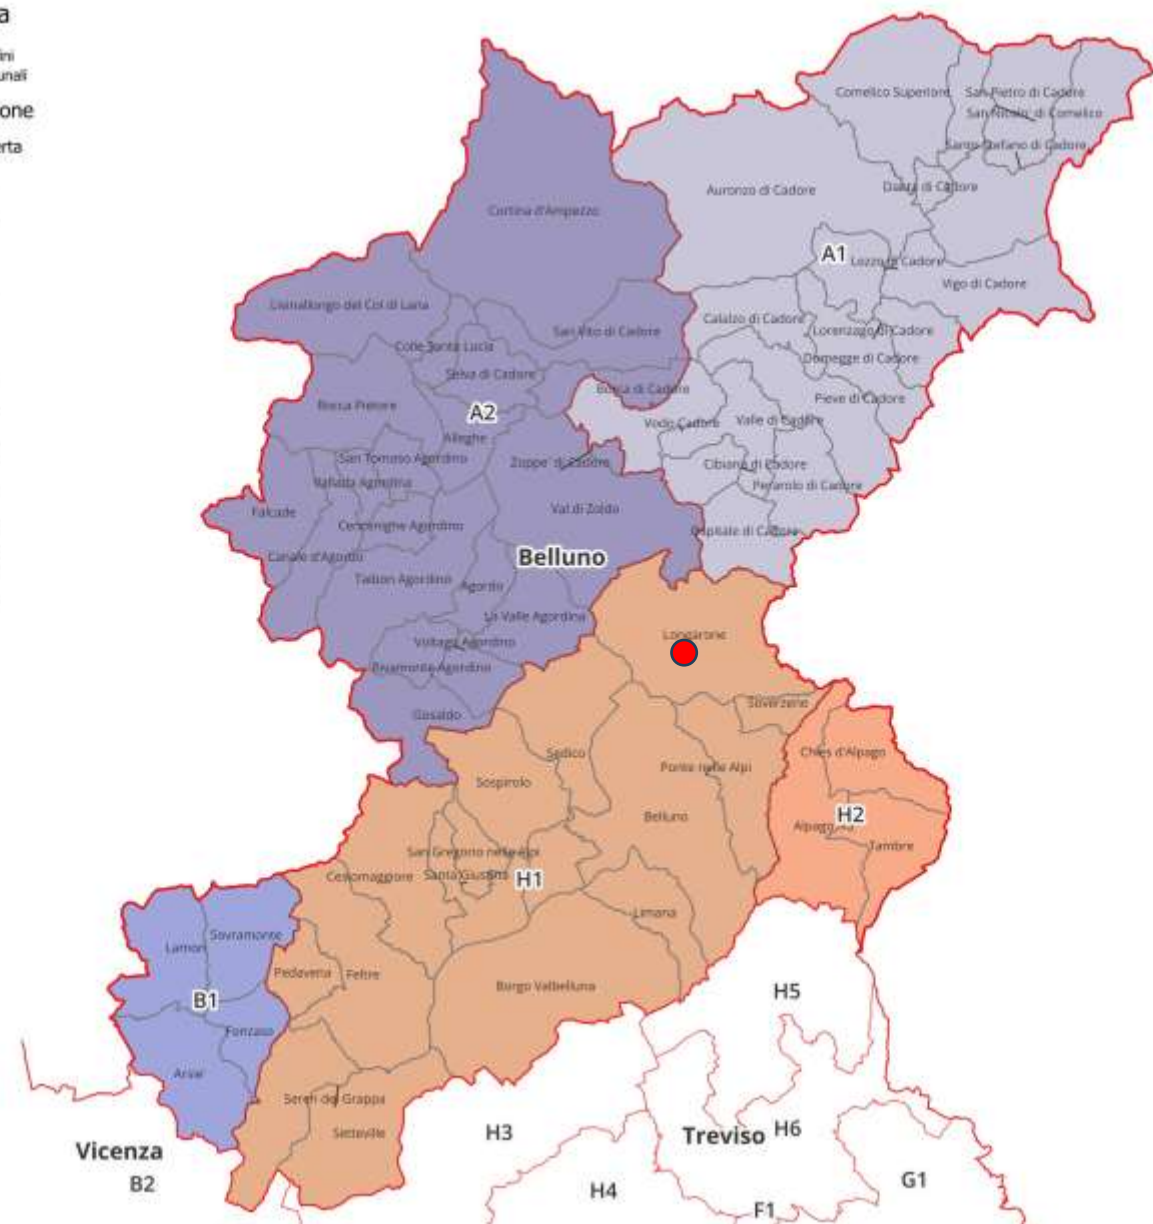 a
ini
unali
one
erta
Comelico Superiore
San Pietro di Cadore
San Nicolo' di Comelico
Santo Stefano di Cadore
Danta di Cadore
Auronzo di Cadore
Cortina d'Ampezzo
A1
Lozzo di Cadore
Vigo di Cadore
Livinallongo del Col di Lana
Calalzo di Cadore
San Vito di Cadore
Lorenzago di Cadore
Colle Santa Lucia
Domegge di Cadore
Selva di Cadore
Borca di Cadore
Pieve di Cadore
Rocca Pietore
A2
Vodo Cadore
Valle di Cadore
Alleghe
San Tomaso Agordino
Zoppe' di Cadore
Cibiana di Cadore
Vallada Agordina
Perarolo di Cadore
Falcade
Val di Zoldo
Cencenighe Agordino
Ospitale di Cadore
Canale d'Agordo
Belluno
Taibon Agordino
Agordo
La Valle Agordina
Longarone
Voltago Agordino
Rivamonte Agordino
Soverzene
Gosaldo
Sedico
Chies d'Alpago
Ponte nelle Alpi
Sospirolo
Belluno
H2
Alpago
Tambre
San Gregorio nelle Alpi
Cesiomaggiore
Santa Giustina
H1
Limana
Sovramonte
Lamon
Pedavena
Feltre
Borgo Valbelluna
H5
B1
Fonzaso
Arsie'
Seren del Grappa
Setteville
H3
Treviso
H6
Vicenza
B2
H4
G1
F1